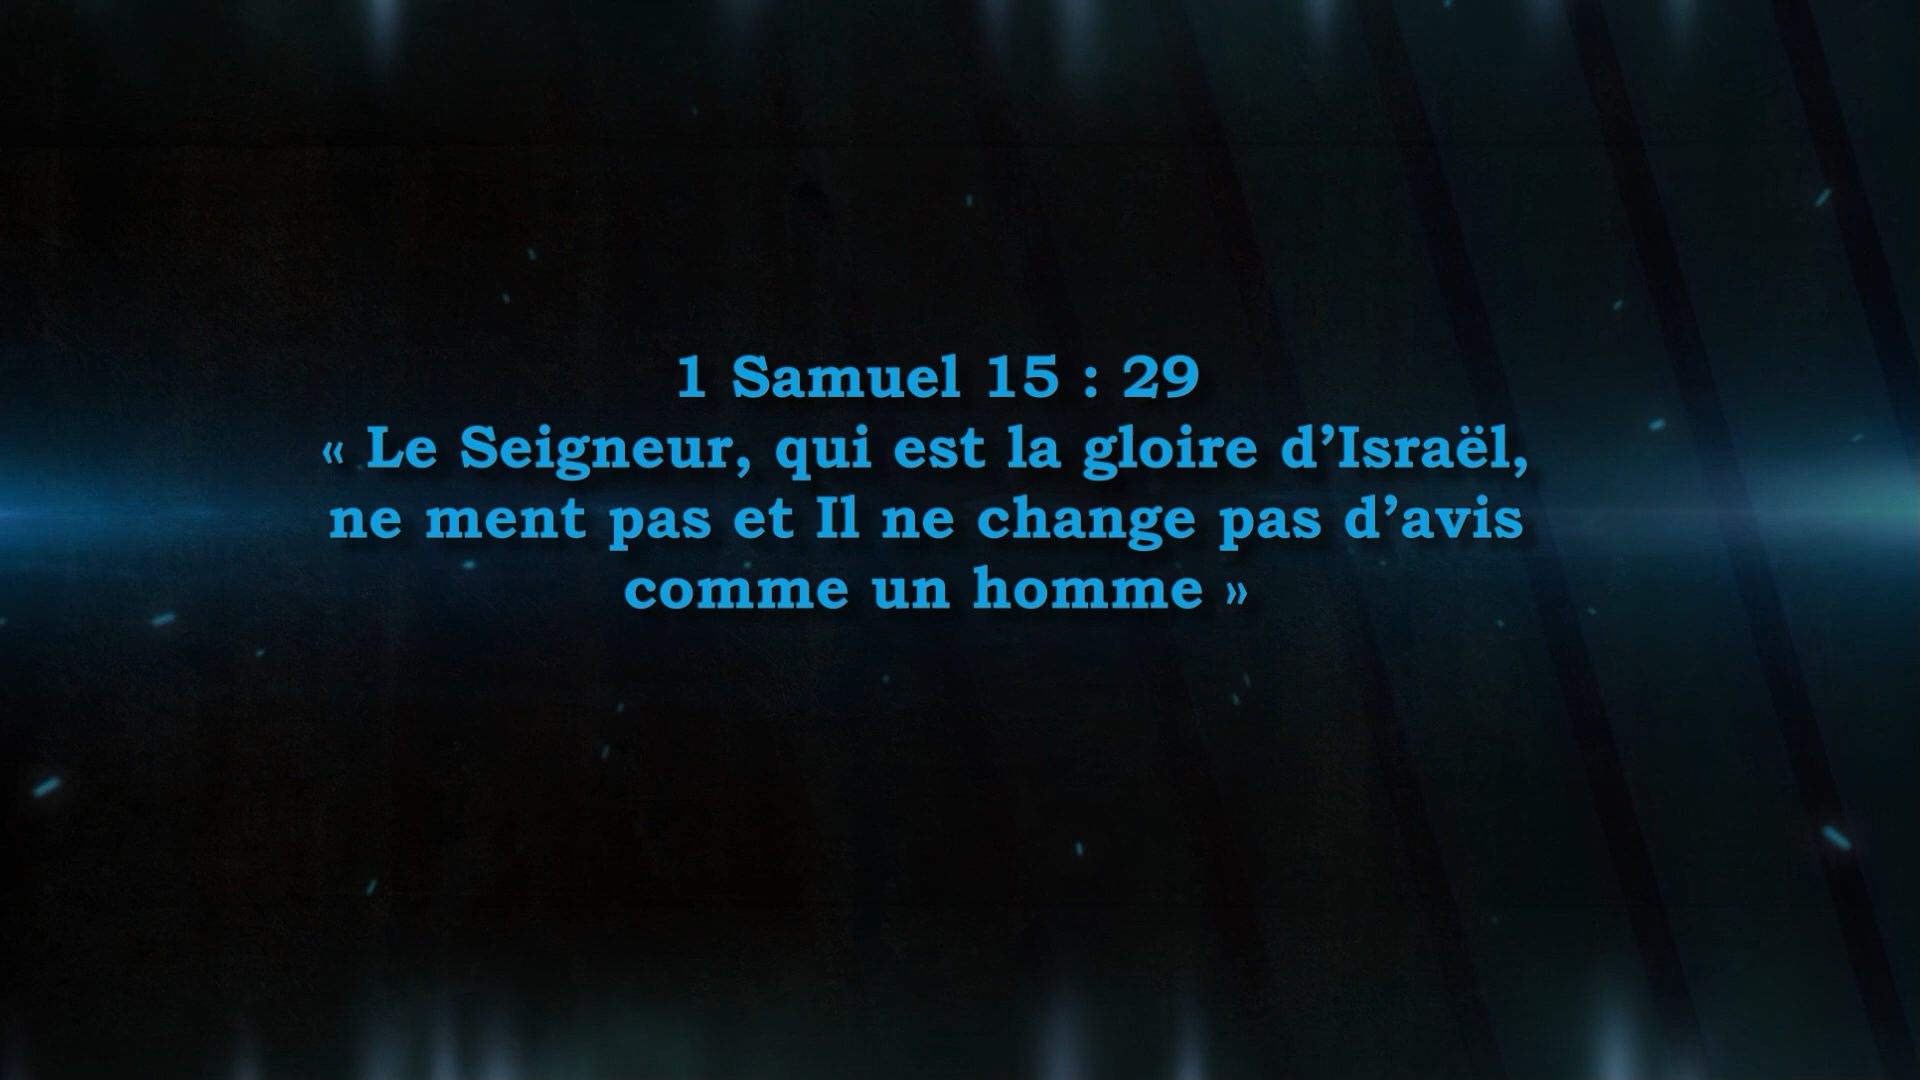 1 Samuel 15 : 29
« Le Seigneur, qui est la gloire d’Israël,
ne ment pas et Il ne change pas d’avis
comme un homme »